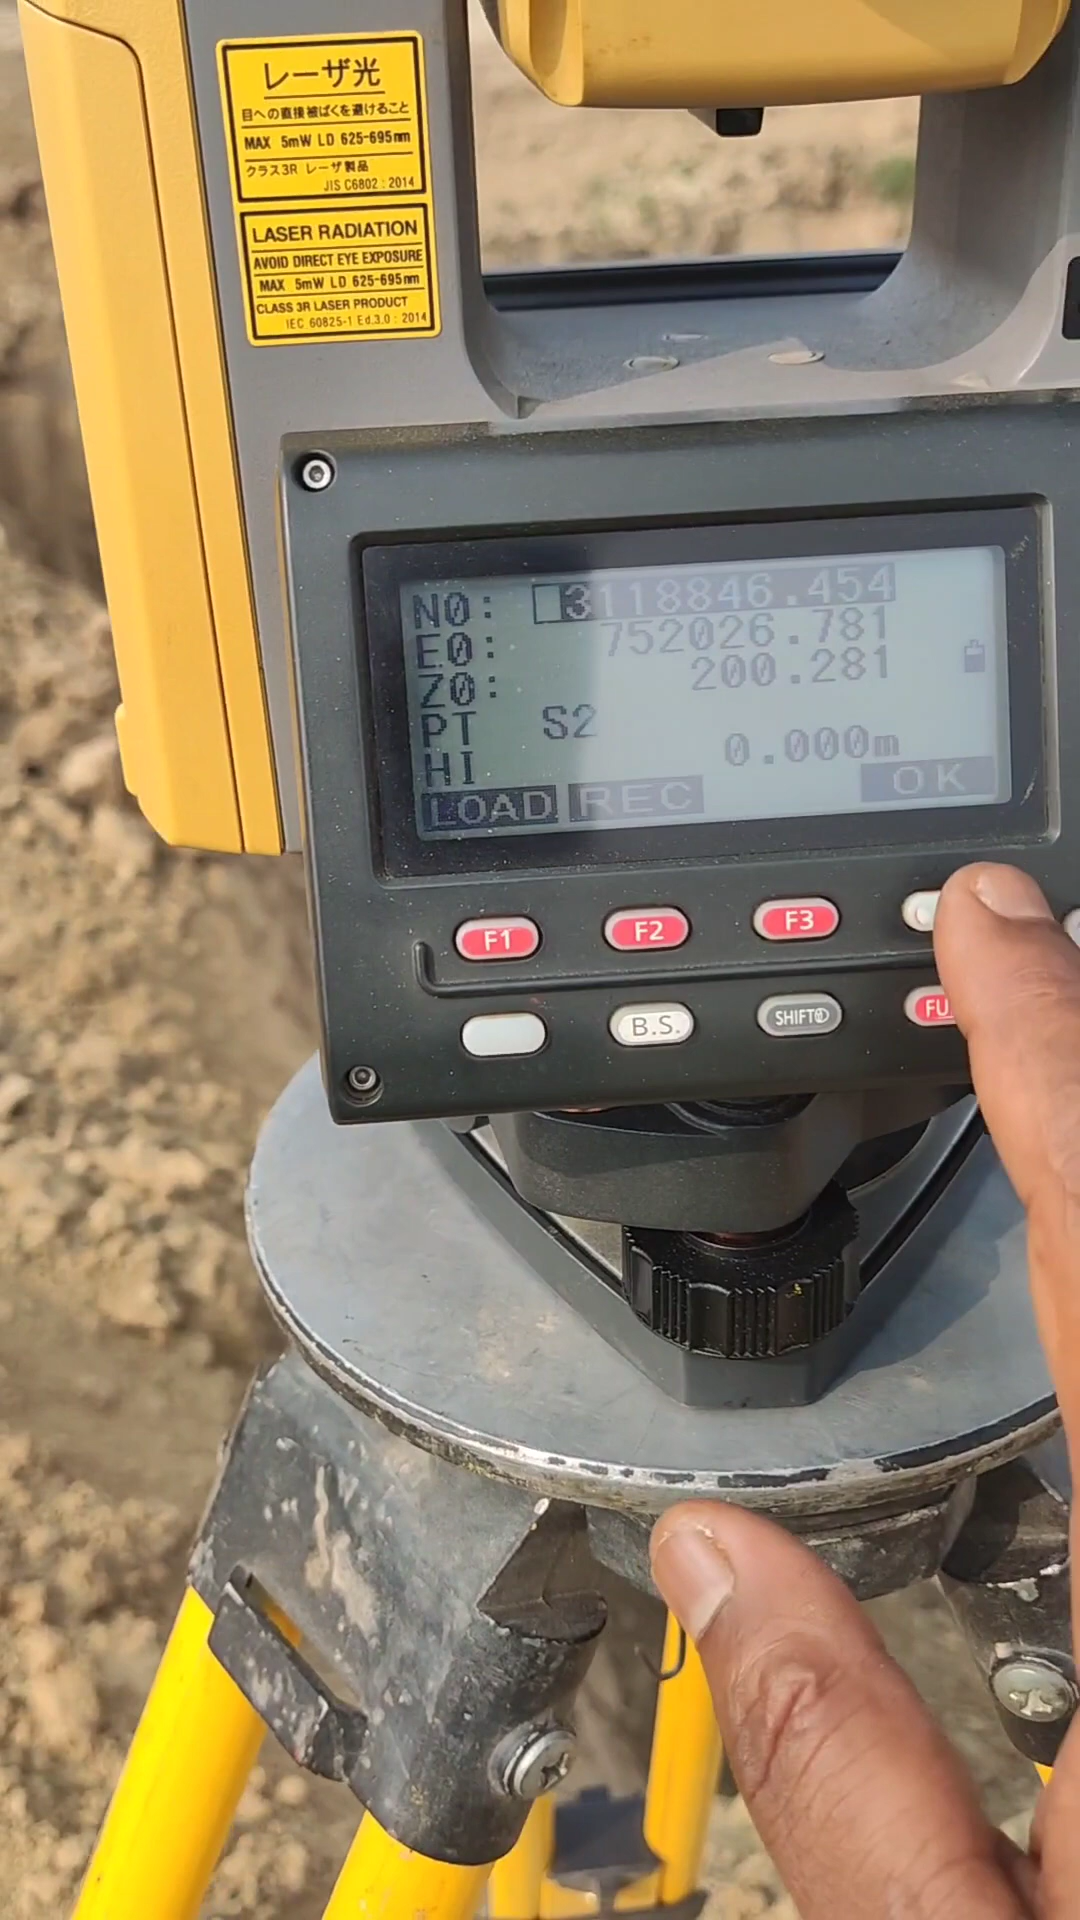 レーザ光
目への直接被ばくを避けること
MAX 5mW LD 625-695nm
クラス3R レーザ製品
JIS C6802 : 2014
LASER RADIATION
AVOID DIRECT EYE EXPOSURE
MAX 5mW LD 625-695nm
CLASS 3R LASER PRODUCT
IEC 60825-1 Ed.3.0 : 2014
N0: 3118846.454
E0: 752026.781
Z0: 200.281
PT S2
HI 0.000m
LOAD REC OK
F1 F2 F3
B.S. SHIFT FU